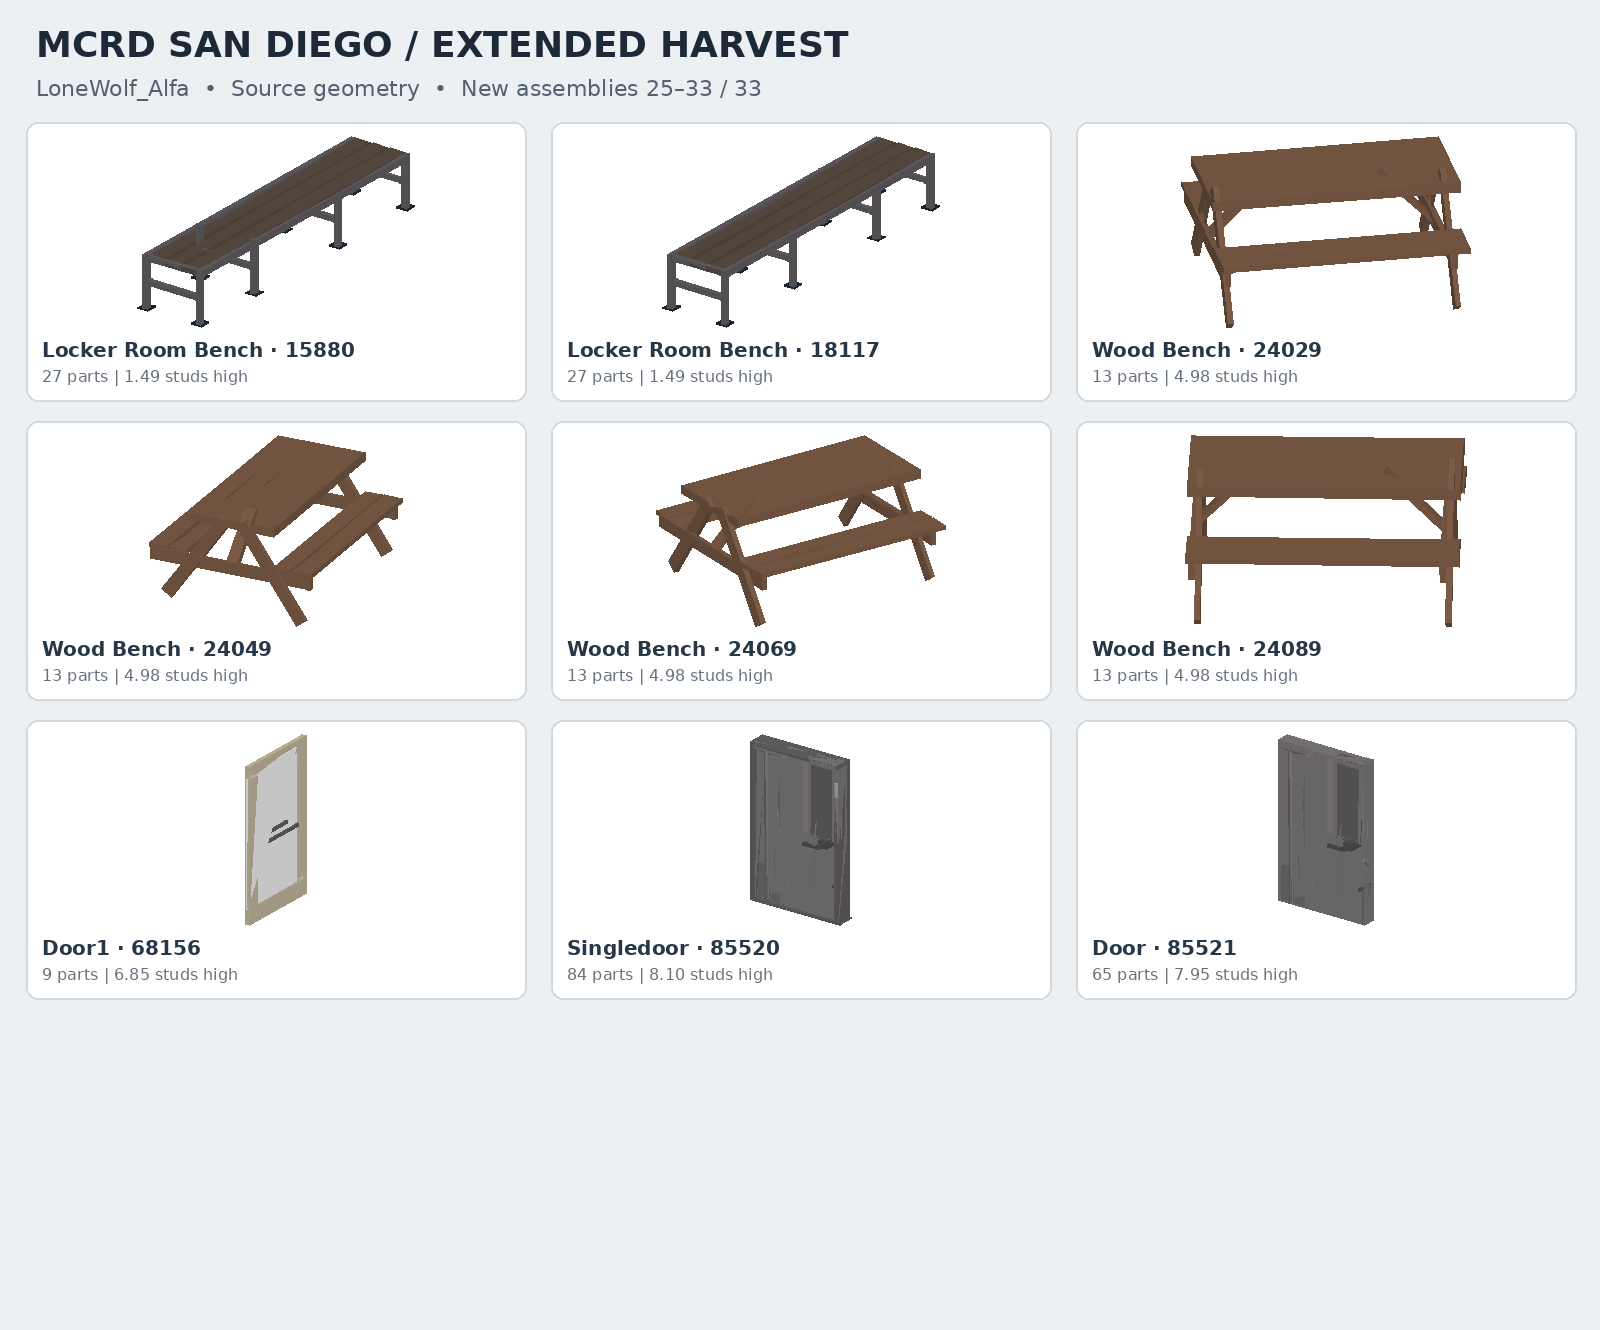 MCRD SAN DIEGO / EXTENDED HARVEST
LoneWolf_Alfa • Source geometry • New assemblies 25–33 / 33
Locker Room Bench · 15880
27 parts | 1.49 studs high
Locker Room Bench · 18117
27 parts | 1.49 studs high
Wood Bench · 24029
13 parts | 4.98 studs high
Wood Bench · 24049
13 parts | 4.98 studs high
Wood Bench · 24069
13 parts | 4.98 studs high
Wood Bench · 24089
13 parts | 4.98 studs high
Door1 · 68156
9 parts | 6.85 studs high
Singledoor · 85520
84 parts | 8.10 studs high
Door · 85521
65 parts | 7.95 studs high